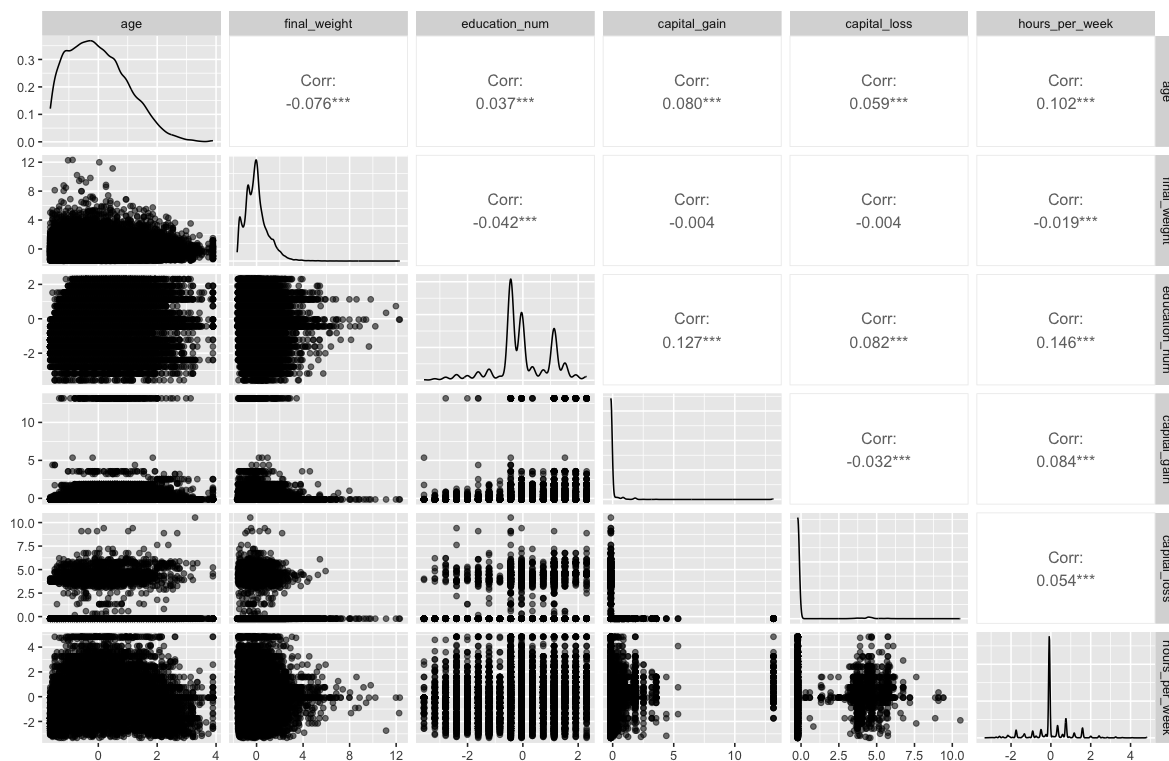 age final_weight education_num capital_gain capital_loss hours_per_week
0.3
0.2
0.1
0.0
Corr:
-0.076***
Corr:
0.037***
Corr:
0.080***
Corr:
0.059***
Corr:
0.102***
age
12
8
4
0
Corr:
-0.042***
Corr:
-0.004
Corr:
-0.004
Corr:
-0.019***
final_weight
2
0
-2
Corr:
0.127***
Corr:
0.082***
Corr:
0.146***
education_num
10
5
0
Corr:
-0.032***
Corr:
0.084***
capital_gain
10.0
7.5
5.0
2.5
0.0
Corr:
0.054***
capital_loss
4
2
0
-2
hours_per_week
0 2 4 0 4 8 12 -2 0 2 0 5 10 0.0 2.5 5.0 7.5 10.0 -2 0 2 4